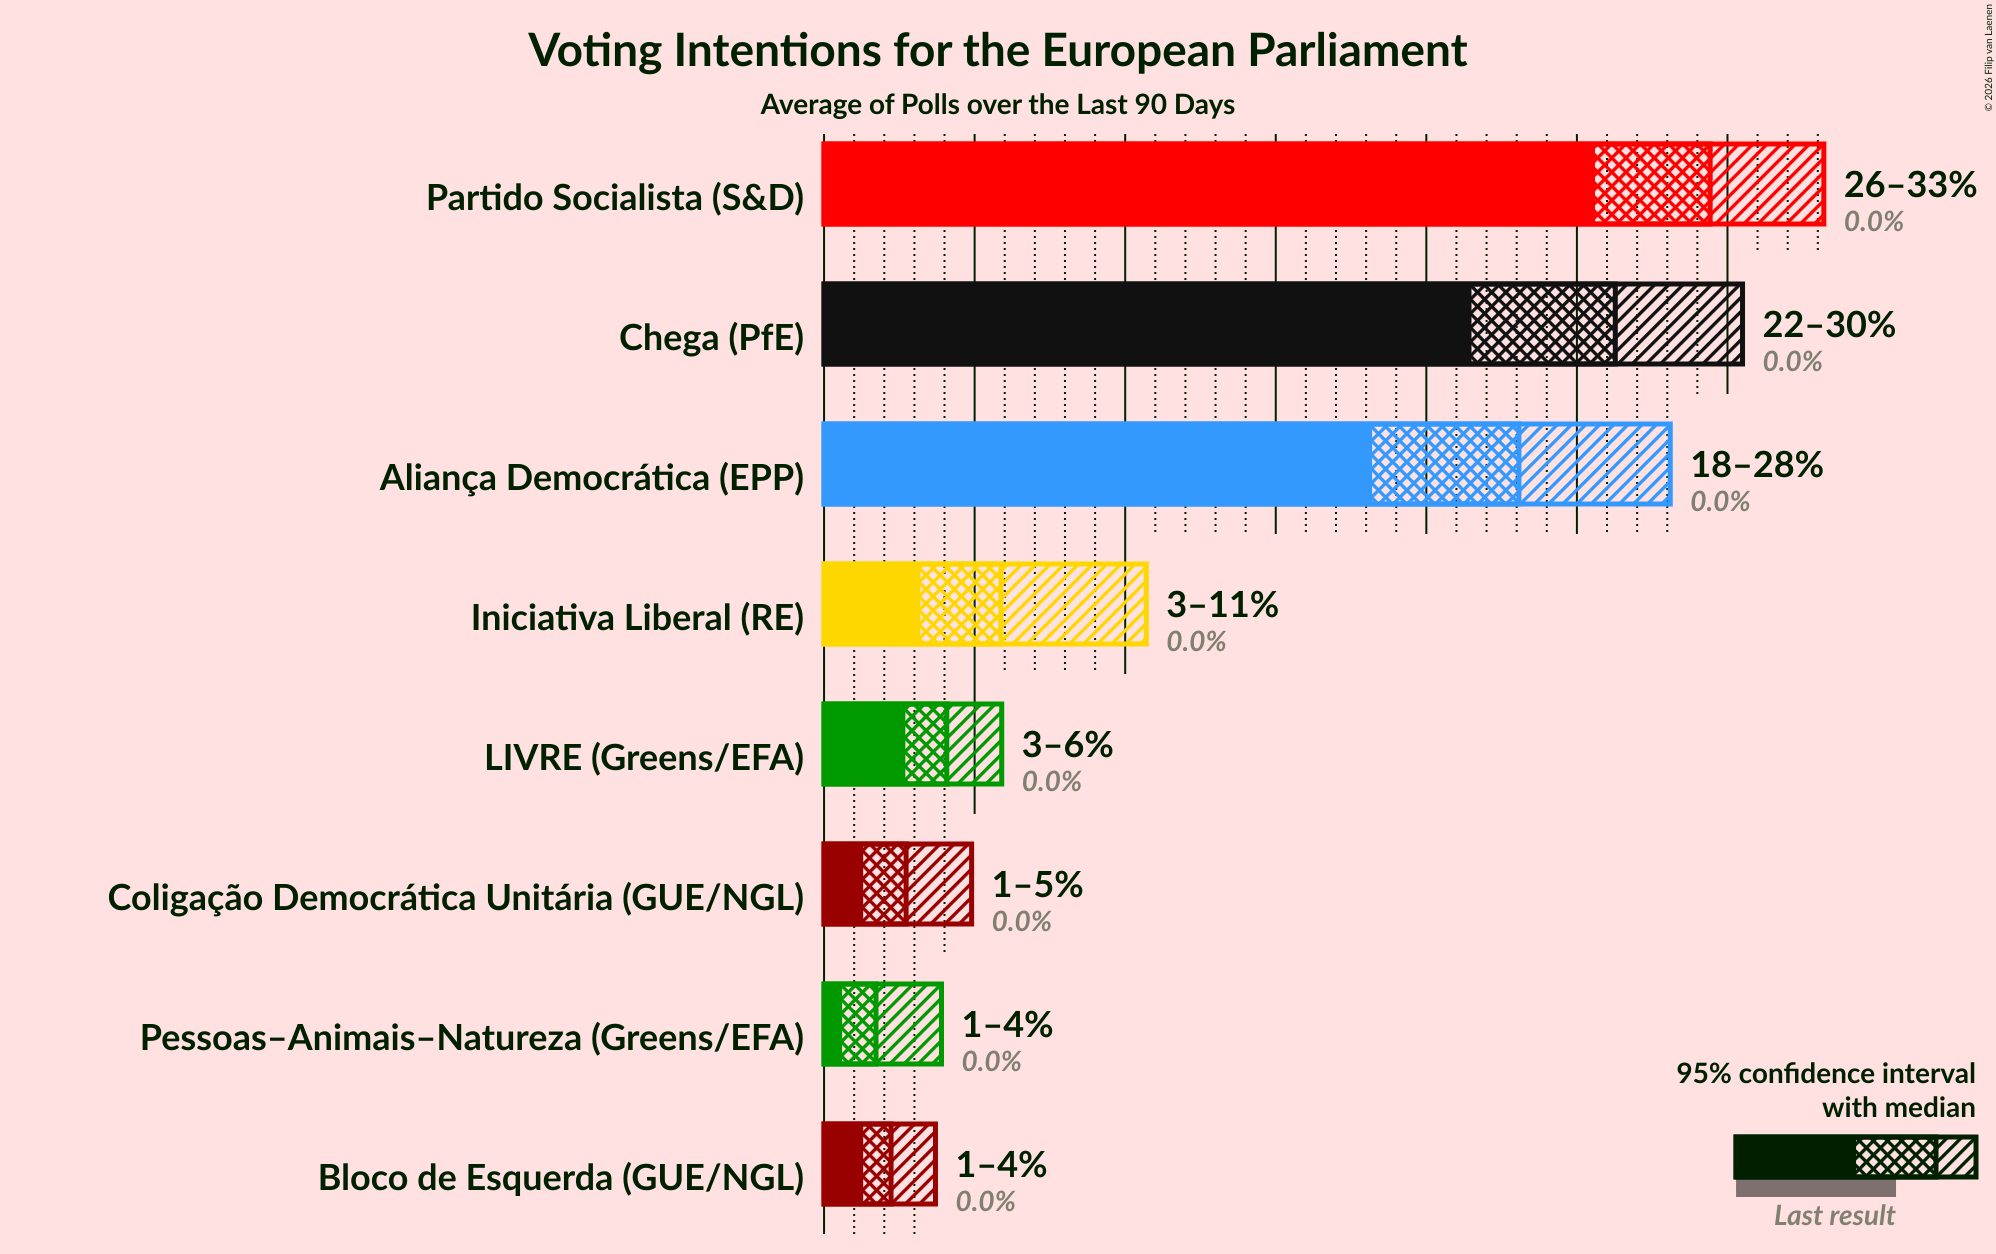 © 2026 Filip van Laenen
Voting Intentions for the European Parliament
Average of Polls over the Last 90 Days
Partido Socialista (S&D)
26–33%
0.0%
Chega (PfE)
22–30%
0.0%
Aliança Democrática (EPP)
18–28%
0.0%
Iniciativa Liberal (RE)
3–11%
0.0%
LIVRE (Greens/EFA)
3–6%
0.0%
Coligação Democrática Unitária (GUE/NGL)
1–5%
0.0%
Pessoas–Animais–Natureza (Greens/EFA)
1–4%
0.0%
Bloco de Esquerda (GUE/NGL)
1–4%
0.0%
95% confidence interval
with median
Last result